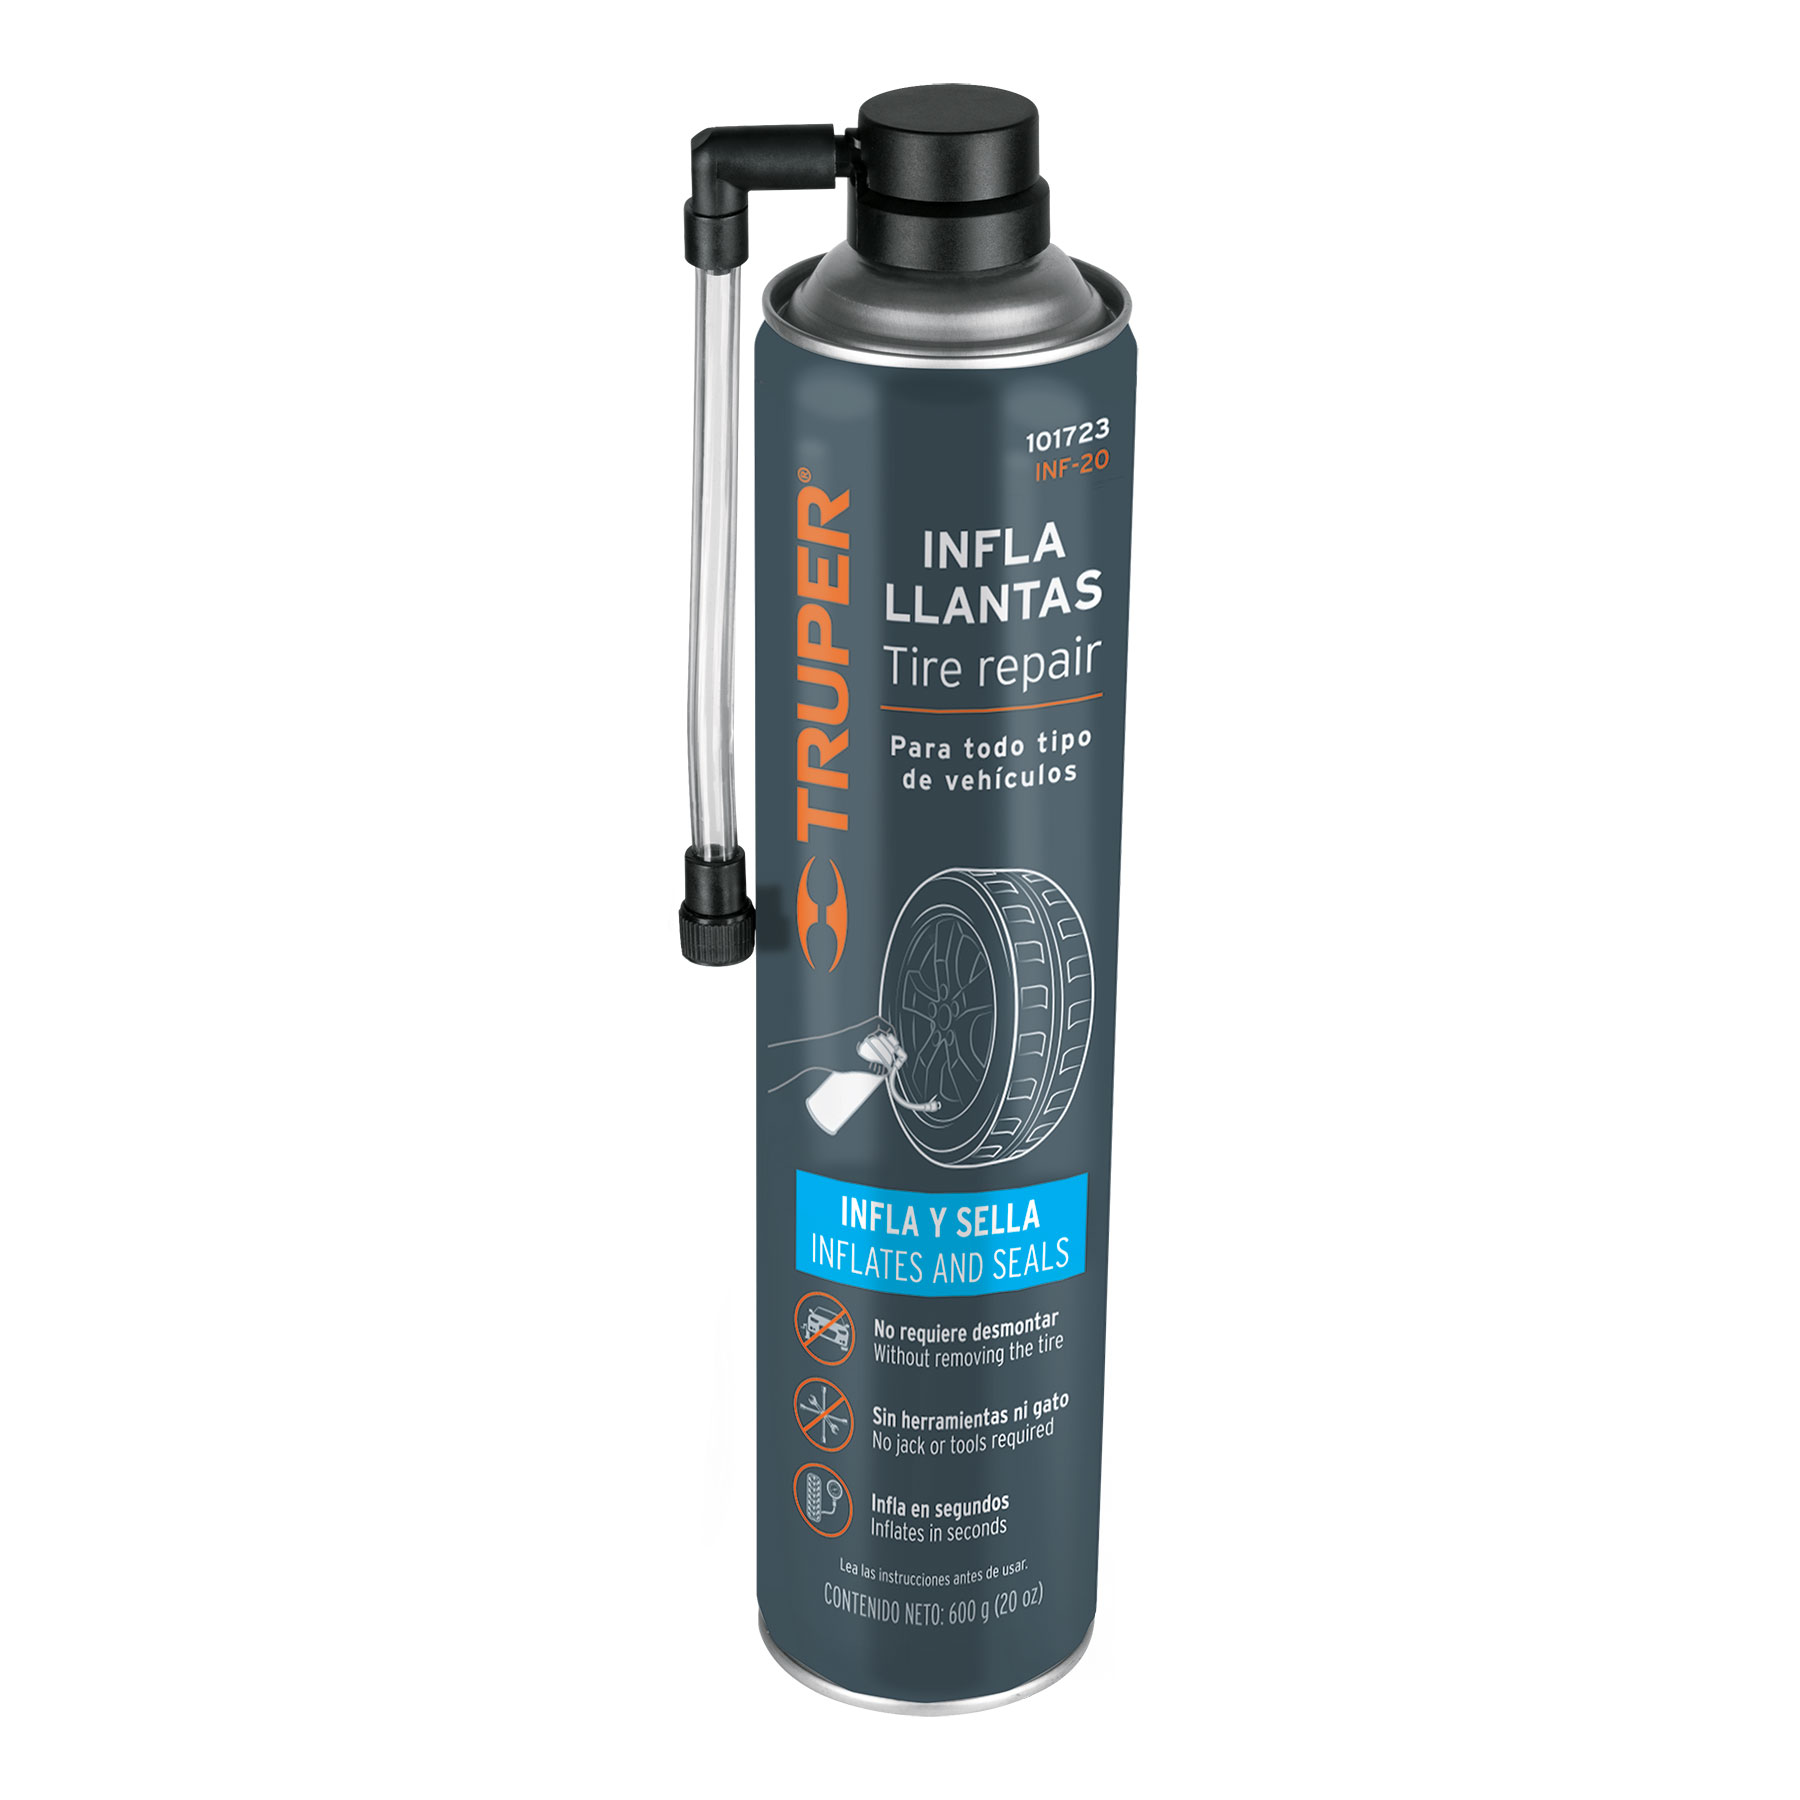 101723
INF-20
TRUPER®
INFLA
LLANTAS
Tire repair
Para todo tipo
de vehículos
INFLA Y SELLA
INFLATES AND SEALS
No requiere desmontar
Without removing the tire
Sin herramientas ni gato
No jack or tools required
Infla en segundos
Inflates in seconds
Lea las instrucciones antes de usar.
CONTENIDO NETO: 600 g (20 oz)